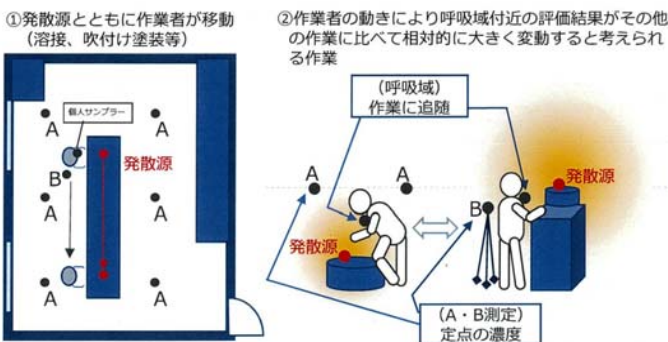 ①発散源とともに作業者が移動
（溶接、吹付け塗装等）
②作業者の動きにより呼吸域付近の評価結果がその他
の作業に比べて相対的に大きく変動すると考えられ
る作業
個人サンプラー
A
A
発散源
B
A
A
A
A
（呼吸域）
作業に追随
A
A
発散源
B
発散源
（A・B測定）
定点の濃度